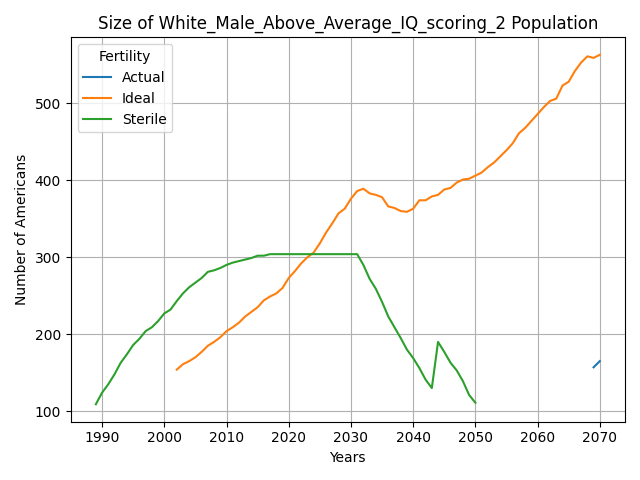 Size of White_Male_Above_Average_IQ_scoring_2 Population
Fertility
Actual
Ideal
Sterile
Number of Americans
500
400
300
200
100
1990 2000 2010 2020 2030 2040 2050 2060 2070
Years